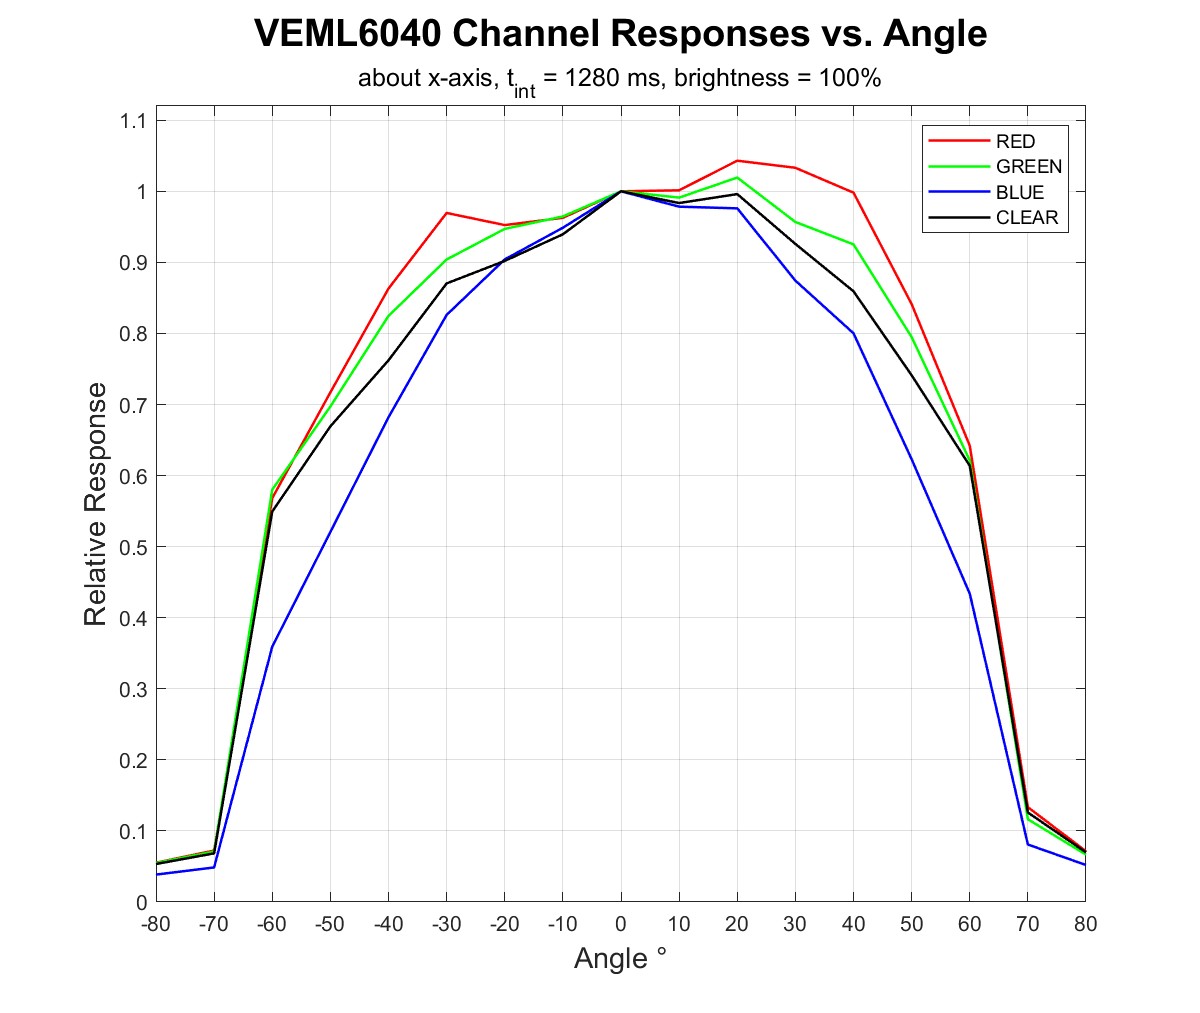 VEML6040 Channel Responses vs. Angle
about x-axis, t_int = 1280 ms, brightness = 100%
RED
GREEN
BLUE
CLEAR
Relative Response
1.1
1
0.9
0.8
0.7
0.6
0.5
0.4
0.3
0.2
0.1
0
-80 -70 -60 -50 -40 -30 -20 -10 0 10 20 30 40 50 60 70 80
Angle °